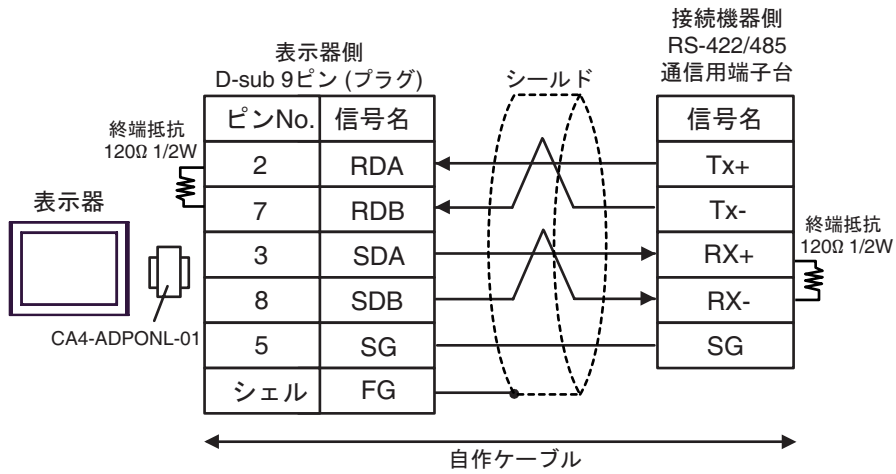 接続機器側
RS-422/485
通信用端子台
表示器側
D-sub 9ピン (プラグ)
シールド
ピンNo. 信号名
信号名
終端抵抗
120Ω 1/2W
2 RDA
Tx+
7 RDB
Tx-
表示器
3 SDA
RX+
終端抵抗
120Ω 1/2W
8 SDB
RX-
CA4-ADPONL-01
5 SG
SG
シェル FG
自作ケーブル